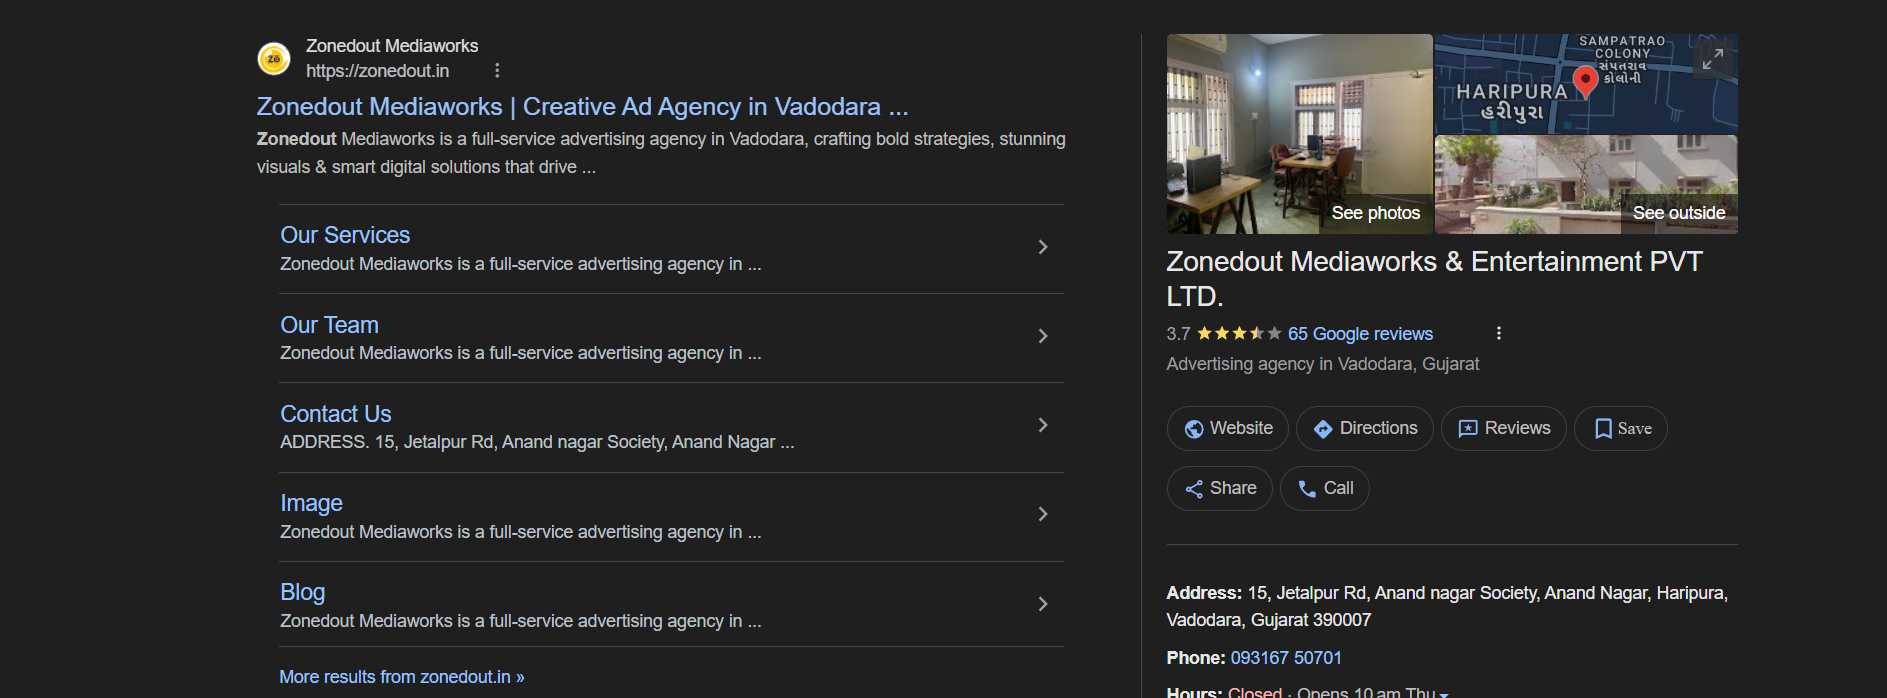 Zonedout Mediaworks
https://zonedout.in
Zonedout Mediaworks | Creative Ad Agency in Vadodara ...
Zonedout Mediaworks is a full-service advertising agency in Vadodara, crafting bold strategies, stunning
visuals & smart digital solutions that drive ...
Our Services
Zonedout Mediaworks is a full-service advertising agency in ...
Our Team
Zonedout Mediaworks is a full-service advertising agency in ...
Contact Us
ADDRESS. 15, Jetalpur Rd, Anand nagar Society, Anand Nagar ...
Image
Zonedout Mediaworks is a full-service advertising agency in ...
Blog
Zonedout Mediaworks is a full-service advertising agency in ...
More results from zonedout.in »
SAMPATRAO
COLONY
સંપતરાવ
કોલોની
HARIPURA
હરીપુરા
See photos
See outside
Zonedout Mediaworks & Entertainment PVT
LTD.
3.7 65 Google reviews
Advertising agency in Vadodara, Gujarat
Website Directions Reviews Save
Share Call
Address: 15, Jetalpur Rd, Anand nagar Society, Anand Nagar, Haripura,
Vadodara, Gujarat 390007
Phone: 093167 50701
Hours: Closed · Opens 10 am Thu